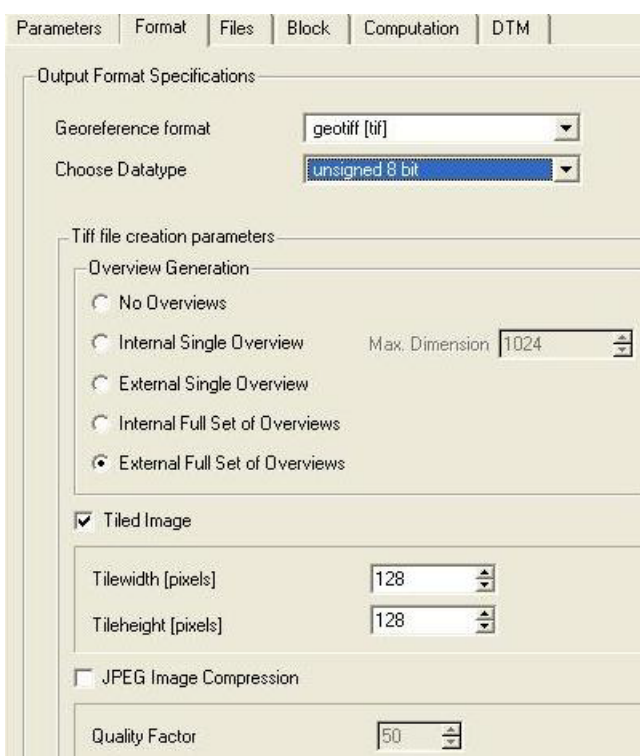 Parameters Format Files Block Computation DTM
Output Format Specifications
Georeference format geotiff [tif]
Choose Datatype unsigned 8 bit
Tiff file creation parameters
Overview Generation
No Overviews
Internal Single Overview Max. Dimension 1024
External Single Overview
Internal Full Set of Overviews
External Full Set of Overviews
Tiled Image
Tilewidth [pixels] 128
Tileheight [pixels] 128
JPEG Image Compression
Quality Factor 50